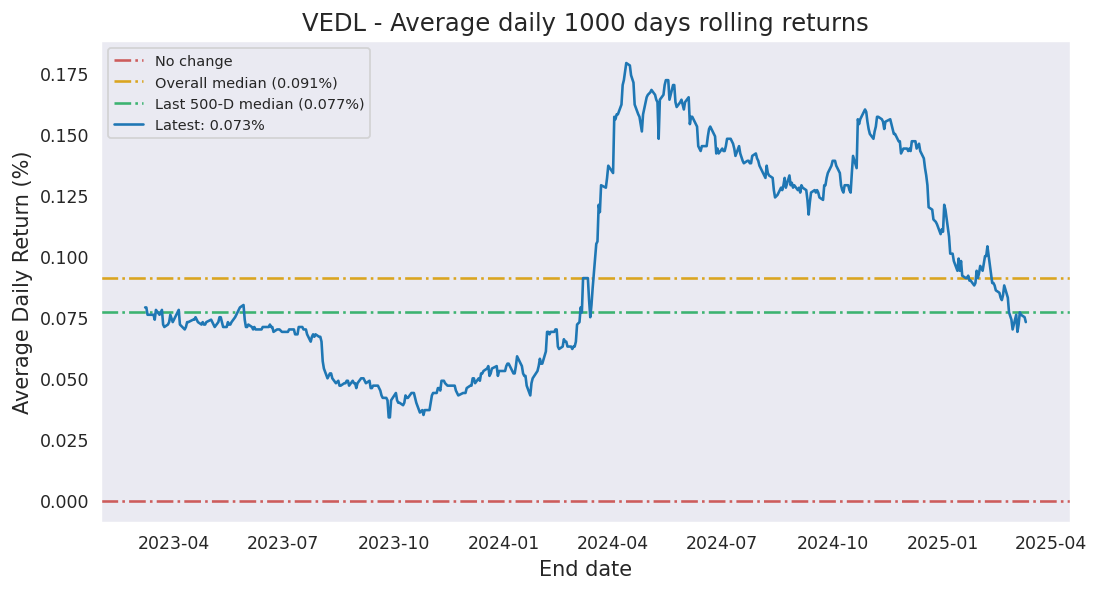 VEDL - Average daily 1000 days rolling returns
No change
Overall median (0.091%)
Last 500-D median (0.077%)
Latest: 0.073%
Average Daily Return (%)
0.175
0.150
0.125
0.100
0.075
0.050
0.025
0.000
2023-04 2023-07 2023-10 2024-01 2024-04 2024-07 2024-10 2025-01 2025-04
End date